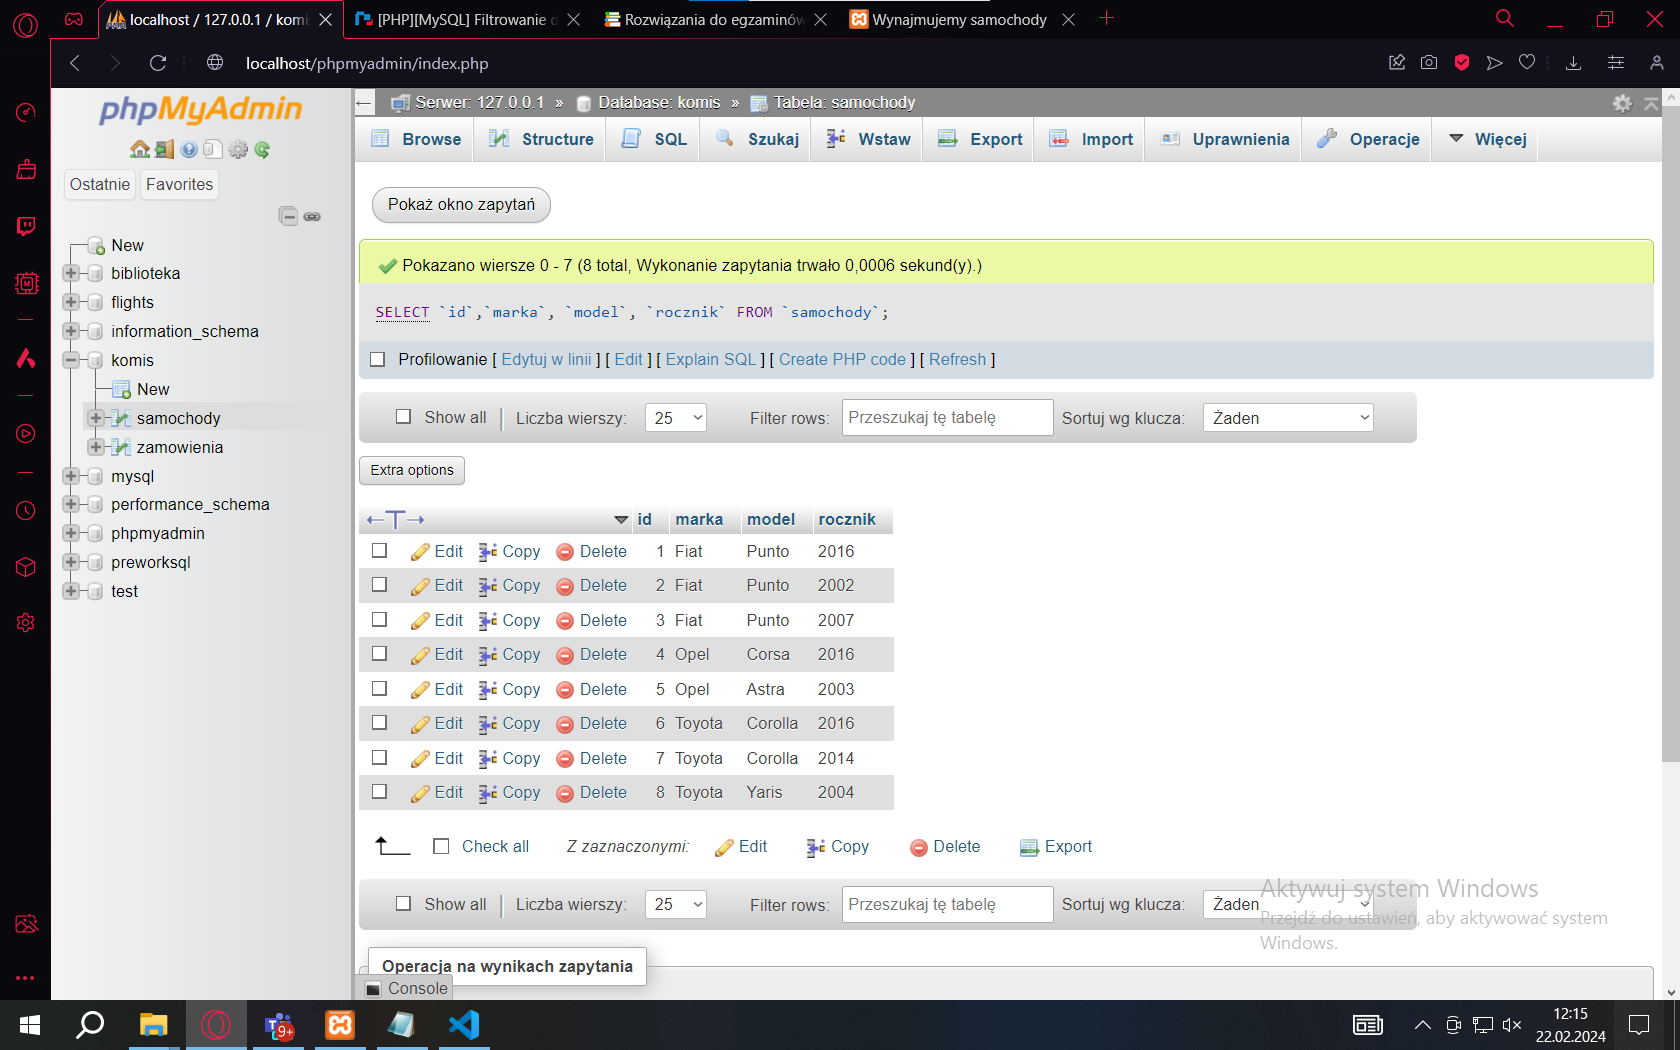 localhost / 127.0.0.1 / komis
[PHP][MySQL] Filtrowanie d
Rozwiązania do egzaminów
Wynajmujemy samochody
localhost/phpmyadmin/index.php
phpMyAdmin
Ostatnie
Favorites
New
biblioteka
flights
information_schema
komis
New
samochody
zamowienia
mysql
performance_schema
phpmyadmin
preworksql
test
Serwer: 127.0.0.1 » Database: komis » Tabela: samochody
Browse
Structure
SQL
Szukaj
Wstaw
Export
Import
Uprawnienia
Operacje
Więcej
Pokaż okno zapytań
Pokazano wiersze 0 - 7 (8 total, Wykonanie zapytania trwało 0,0006 sekund(y).)
SELECT `id`,`marka`, `model`, `rocznik` FROM `samochody`;
Profilowanie [ Edytuj w linii ] [ Edit ] [ Explain SQL ] [ Create PHP code ] [ Refresh ]
Show all | Liczba wierszy: 25 Filter rows: Przeszukaj tę tabelę Sortuj wg klucza: Żaden
Extra options
id marka model rocznik
Edit Copy Delete 1 Fiat Punto 2016
Edit Copy Delete 2 Fiat Punto 2002
Edit Copy Delete 3 Fiat Punto 2007
Edit Copy Delete 4 Opel Corsa 2016
Edit Copy Delete 5 Opel Astra 2003
Edit Copy Delete 6 Toyota Corolla 2016
Edit Copy Delete 7 Toyota Corolla 2014
Edit Copy Delete 8 Toyota Yaris 2004
Check all Z zaznaczonymi: Edit Copy Delete Export
Show all | Liczba wierszy: 25 Filter rows: Przeszukaj tę tabelę Sortuj wg klucza: Żaden
Aktywuj system Windows
Przejdź do ustawień, aby aktywować system
Windows.
Operacja na wynikach zapytania
Console
9+
12:15
22.02.2024